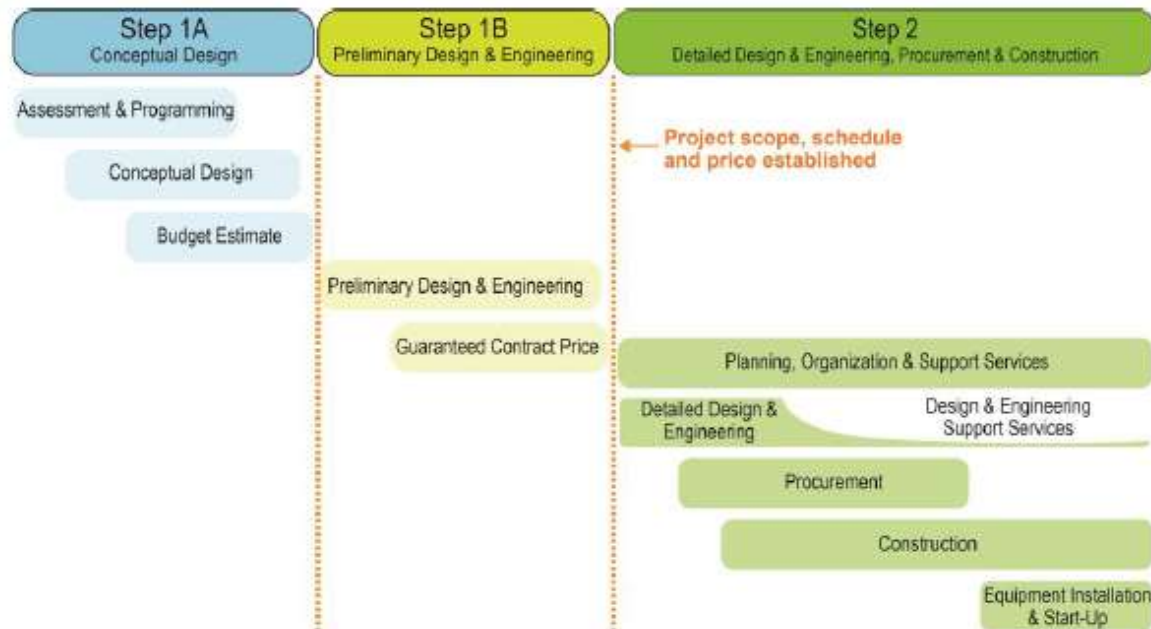 Step 1A
Conceptual Design
Step 1B
Preliminary Design & Engineering
Step 2
Detailed Design & Engineering, Procurement & Construction
Assessment & Programming
Project scope, schedule
and price established
Conceptual Design
Budget Estimate
Preliminary Design & Engineering
Guaranteed Contract Price
Planning, Organization & Support Services
Detailed Design &
Engineering
Design & Engineering
Support Services
Procurement
Construction
Equipment Installation
& Start-Up